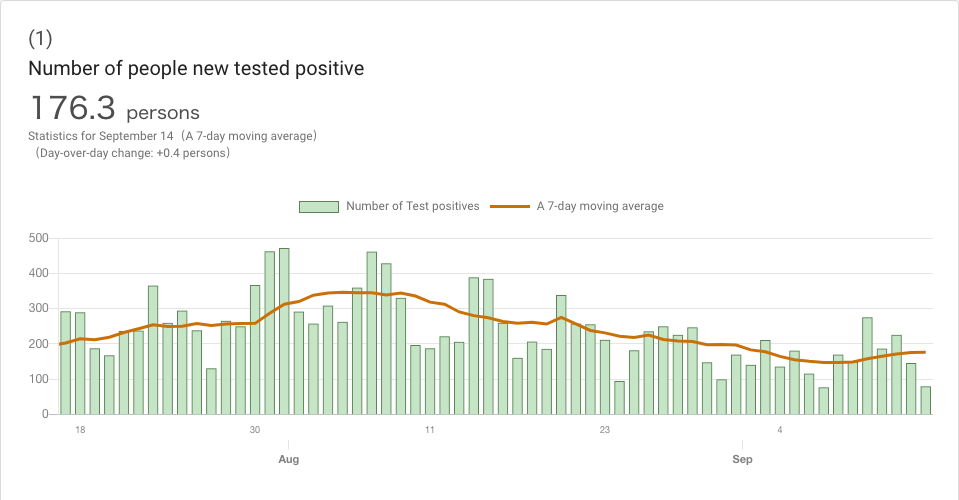 (1)
Number of people new tested positive
176.3 persons
Statistics for September 14（A 7-day moving average）
（Day-over-day change: +0.4 persons）
Number of Test positives A 7-day moving average
500
400
300
200
100
0
18 30 11 23 4
Aug Sep